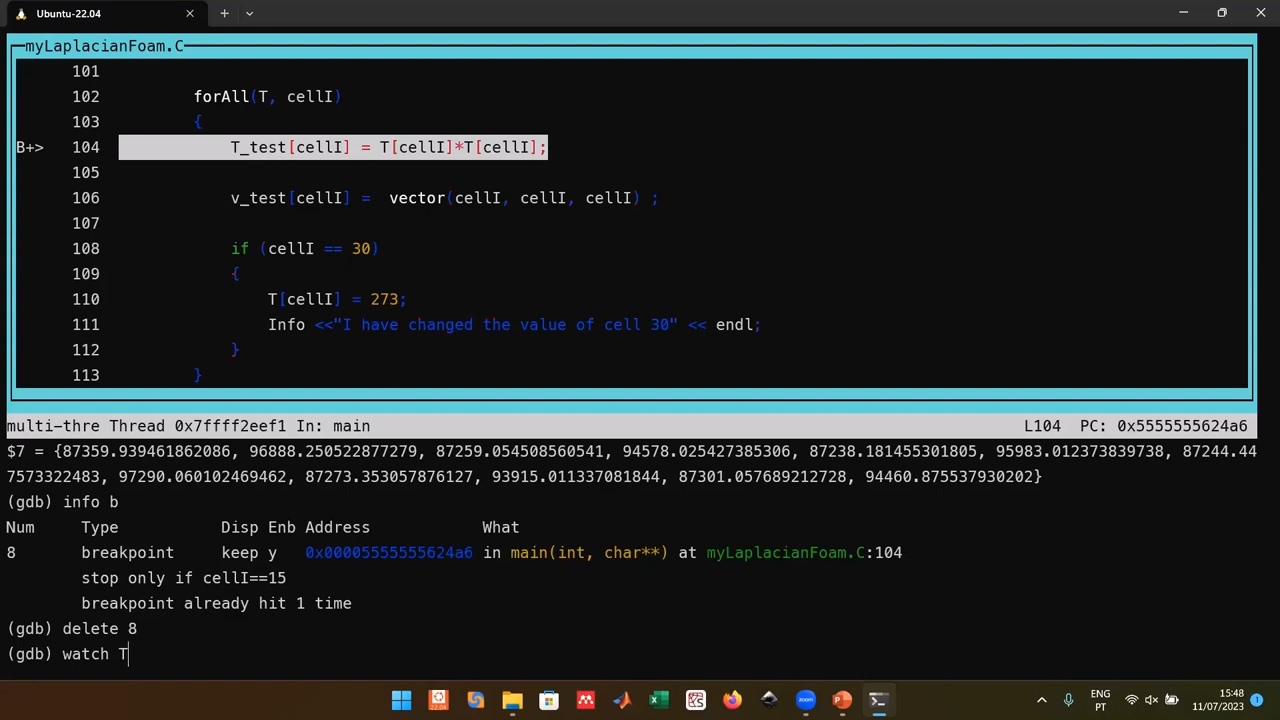 Ubuntu-22.04
myLaplacianFoam.C
101
102 forAll(T, cellI)
103 {
B+> 104 T_test[cellI] = T[cellI]*T[cellI];
105
106 v_test[cellI] = vector(cellI, cellI, cellI) ;
107
108 if (cellI == 30)
109 {
110 T[cellI] = 273;
111 Info <<"I have changed the value of cell 30" << endl;
112 }
113 }
multi-thre Thread 0x7ffff2eef1 In: main L104 PC: 0x5555555624a6
$7 = {87359.939461862086, 96888.250522877279, 87259.054508560541, 94578.025427385306, 87238.181455301805, 95983.012373839738, 87244.44
7573322483, 97290.060102469462, 87273.353057876127, 93915.011337081844, 87301.057689212728, 94460.875537930202}
(gdb) info b
Num Type Disp Enb Address What
8 breakpoint keep y 0x00005555555624a6 in main(int, char**) at myLaplacianFoam.C:104
stop only if cellI==15
breakpoint already hit 1 time
(gdb) delete 8
(gdb) watch T
22.04
zoom
ENG
PT
15:48
11/07/2023
1